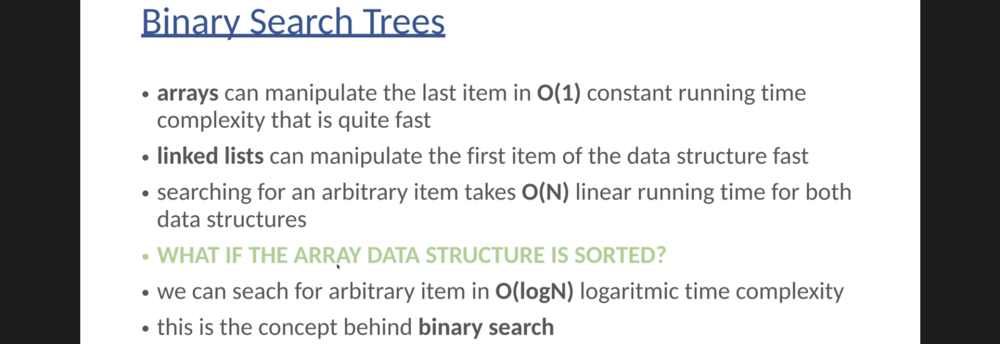 Binary Search Trees
• arrays can manipulate the last item in O(1) constant running time
complexity that is quite fast
• linked lists can manipulate the first item of the data structure fast
• searching for an arbitrary item takes O(N) linear running time for both
data structures
• WHAT IF THE ARRAY DATA STRUCTURE IS SORTED?
• we can seach for arbitrary item in O(logN) logaritmic time complexity
• this is the concept behind binary search